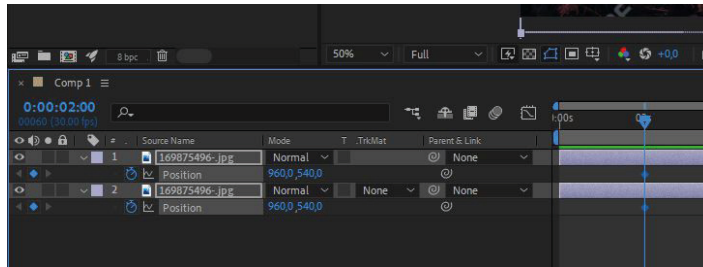 8 bpc
50%
Full
+0,0
Comp 1
0:00:02:00
00060 (30.00 fps)
:00s
# . Source Name Mode T .TrkMat Parent & Link
1 169875496-.jpg Normal None
Position 960,0,540,0
2 169875496-.jpg Normal None None
Position 960,0,540,0